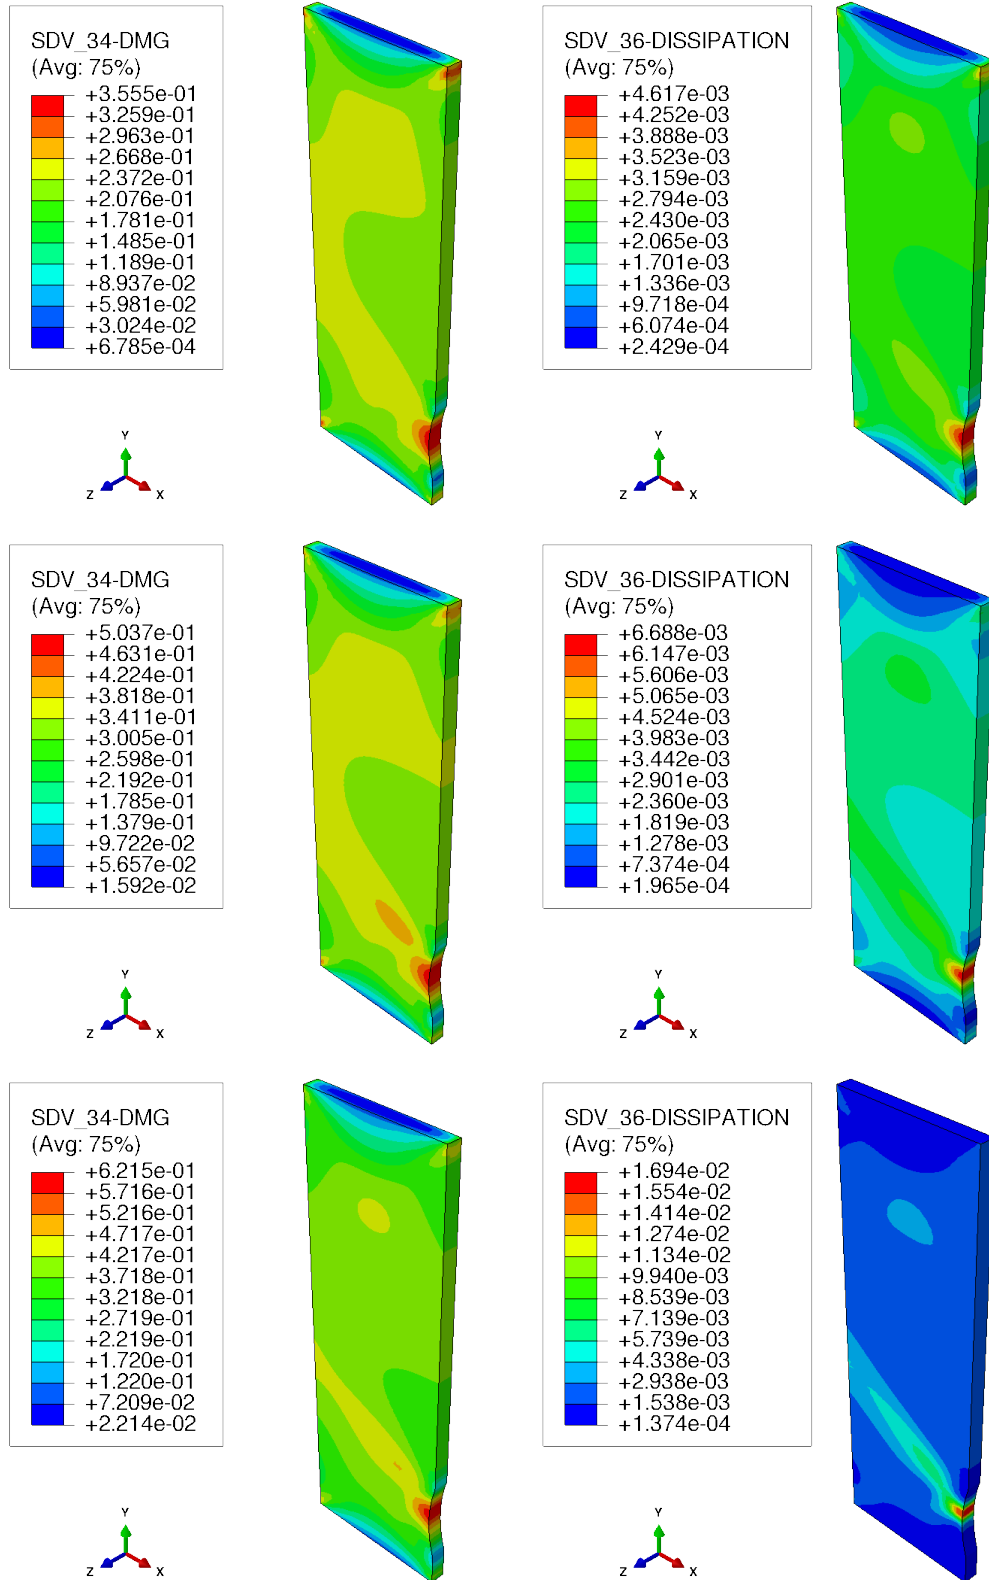 SDV_34-DMG
(Avg: 75%)
+3.555e-01
+3.259e-01
+2.963e-01
+2.668e-01
+2.372e-01
+2.076e-01
+1.781e-01
+1.485e-01
+1.189e-01
+8.937e-02
+5.981e-02
+3.024e-02
+6.785e-04
Y
Z
X
SDV_36-DISSIPATION
(Avg: 75%)
+4.617e-03
+4.252e-03
+3.888e-03
+3.523e-03
+3.159e-03
+2.794e-03
+2.430e-03
+2.065e-03
+1.701e-03
+1.336e-03
+9.718e-04
+6.074e-04
+2.429e-04
Y
Z
X
SDV_34-DMG
(Avg: 75%)
+5.037e-01
+4.631e-01
+4.224e-01
+3.818e-01
+3.411e-01
+3.005e-01
+2.598e-01
+2.192e-01
+1.785e-01
+1.379e-01
+9.722e-02
+5.657e-02
+1.592e-02
Y
Z
X
SDV_36-DISSIPATION
(Avg: 75%)
+6.688e-03
+6.147e-03
+5.606e-03
+5.065e-03
+4.524e-03
+3.983e-03
+3.442e-03
+2.901e-03
+2.360e-03
+1.819e-03
+1.278e-03
+7.374e-04
+1.965e-04
Y
Z
X
SDV_34-DMG
(Avg: 75%)
+6.215e-01
+5.716e-01
+5.216e-01
+4.717e-01
+4.217e-01
+3.718e-01
+3.218e-01
+2.719e-01
+2.219e-01
+1.720e-01
+1.220e-01
+7.209e-02
+2.214e-02
Y
Z
X
SDV_36-DISSIPATION
(Avg: 75%)
+1.694e-02
+1.554e-02
+1.414e-02
+1.274e-02
+1.134e-02
+9.940e-03
+8.539e-03
+7.139e-03
+5.739e-03
+4.338e-03
+2.938e-03
+1.538e-03
+1.374e-04
Y
Z
X